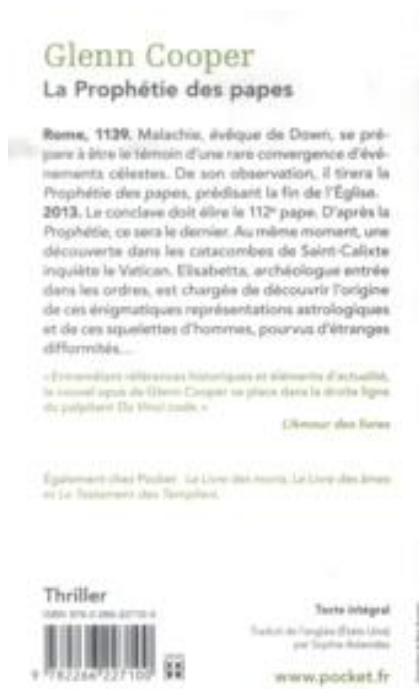 Glenn Cooper
La Prophétie des papes
Rome, 1139. Malachie, évêque de Down, se pré-
pare à être le témoin d'une rare convergence d'évé-
nements célestes. De son observation, il tirera la
Prophétie des papes, prédisant la fin de l'Église.
2013. Le conclave doit élire le 112e pape. D'après la
Prophétie, ce sera le dernier. Au même moment, une
découverte dans les catacombes de Saint-Calixte
inquiète le Vatican. Elisabetta, archéologue entrée
dans les ordres, est chargée de découvrir l'origine
de ces énigmatiques représentations astrologiques
et de ces squelettes d'hommes, pourvus d'étranges
difformités...
« Entremêlant références historiques et éléments d'actualité,
le nouvel opus de Glenn Cooper se place dans la droite ligne
du palpitant Da Vinci code. »
L'Amour des livres
Également chez Pocket : Le Livre des morts, Le Livre des âmes
et Le Testament des Templiers.
Thriller
Texte intégral
Traduit de l'anglais (États-Unis)
par Sophie
9 782266 227100
www.pocket.fr